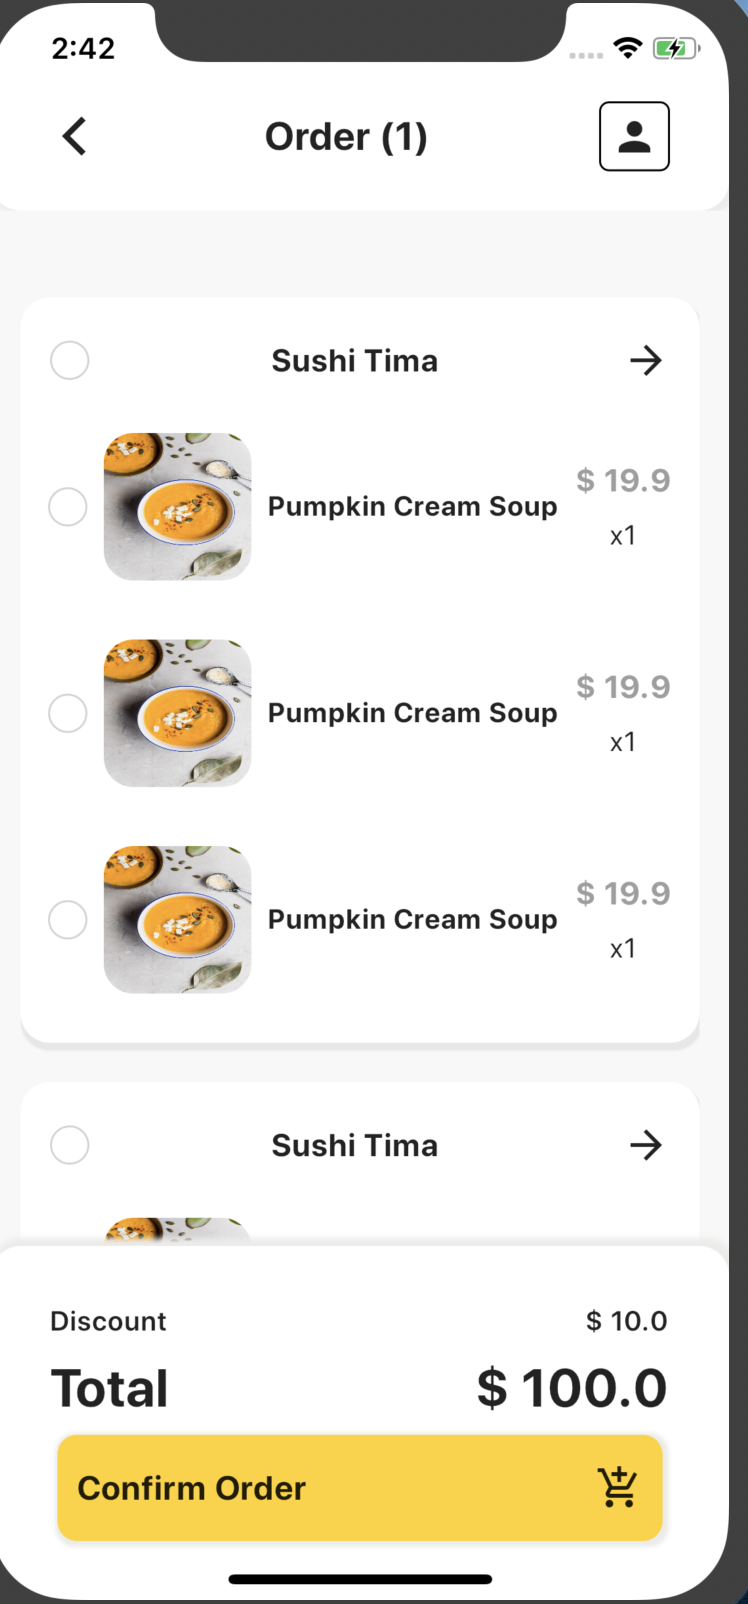 2:42
Order (1)
Sushi Tima
Pumpkin Cream Soup
$ 19.9
x1
Pumpkin Cream Soup
$ 19.9
x1
Pumpkin Cream Soup
$ 19.9
x1
Sushi Tima
Discount $ 10.0
Total $ 100.0
Confirm Order